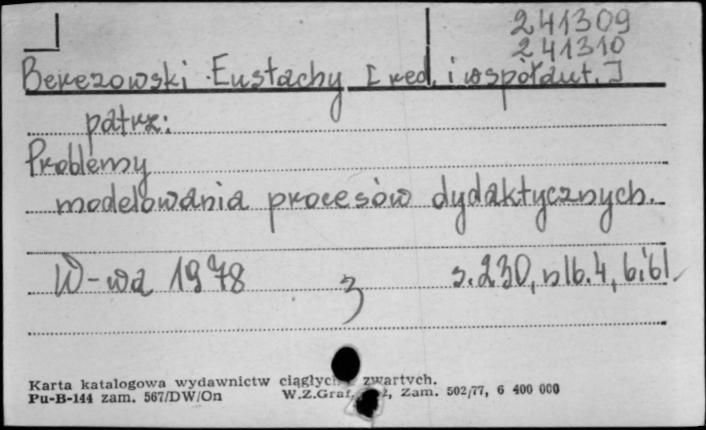 241309
241310
Berezowski Eustachy [red. i współaut.]
patrz:
Problemy
modelowania procesów dydaktycznych.
W-wa 1978 3 s.230, nlb.4, bibl.
Karta katalogowa wydawnictw ciągłych i zwartych.
Pu-B-144 zam. 567/DW/On W.Z.Graf. Zam. 502/77, 6 400 000